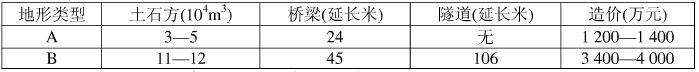 地形类型 土石方(10⁴m³) 桥梁(延长米) 隧道(延长米) 造价(万元)
A 3—5 24 无 1 200—1 400
B 11—12 45 106 3 400—4 000